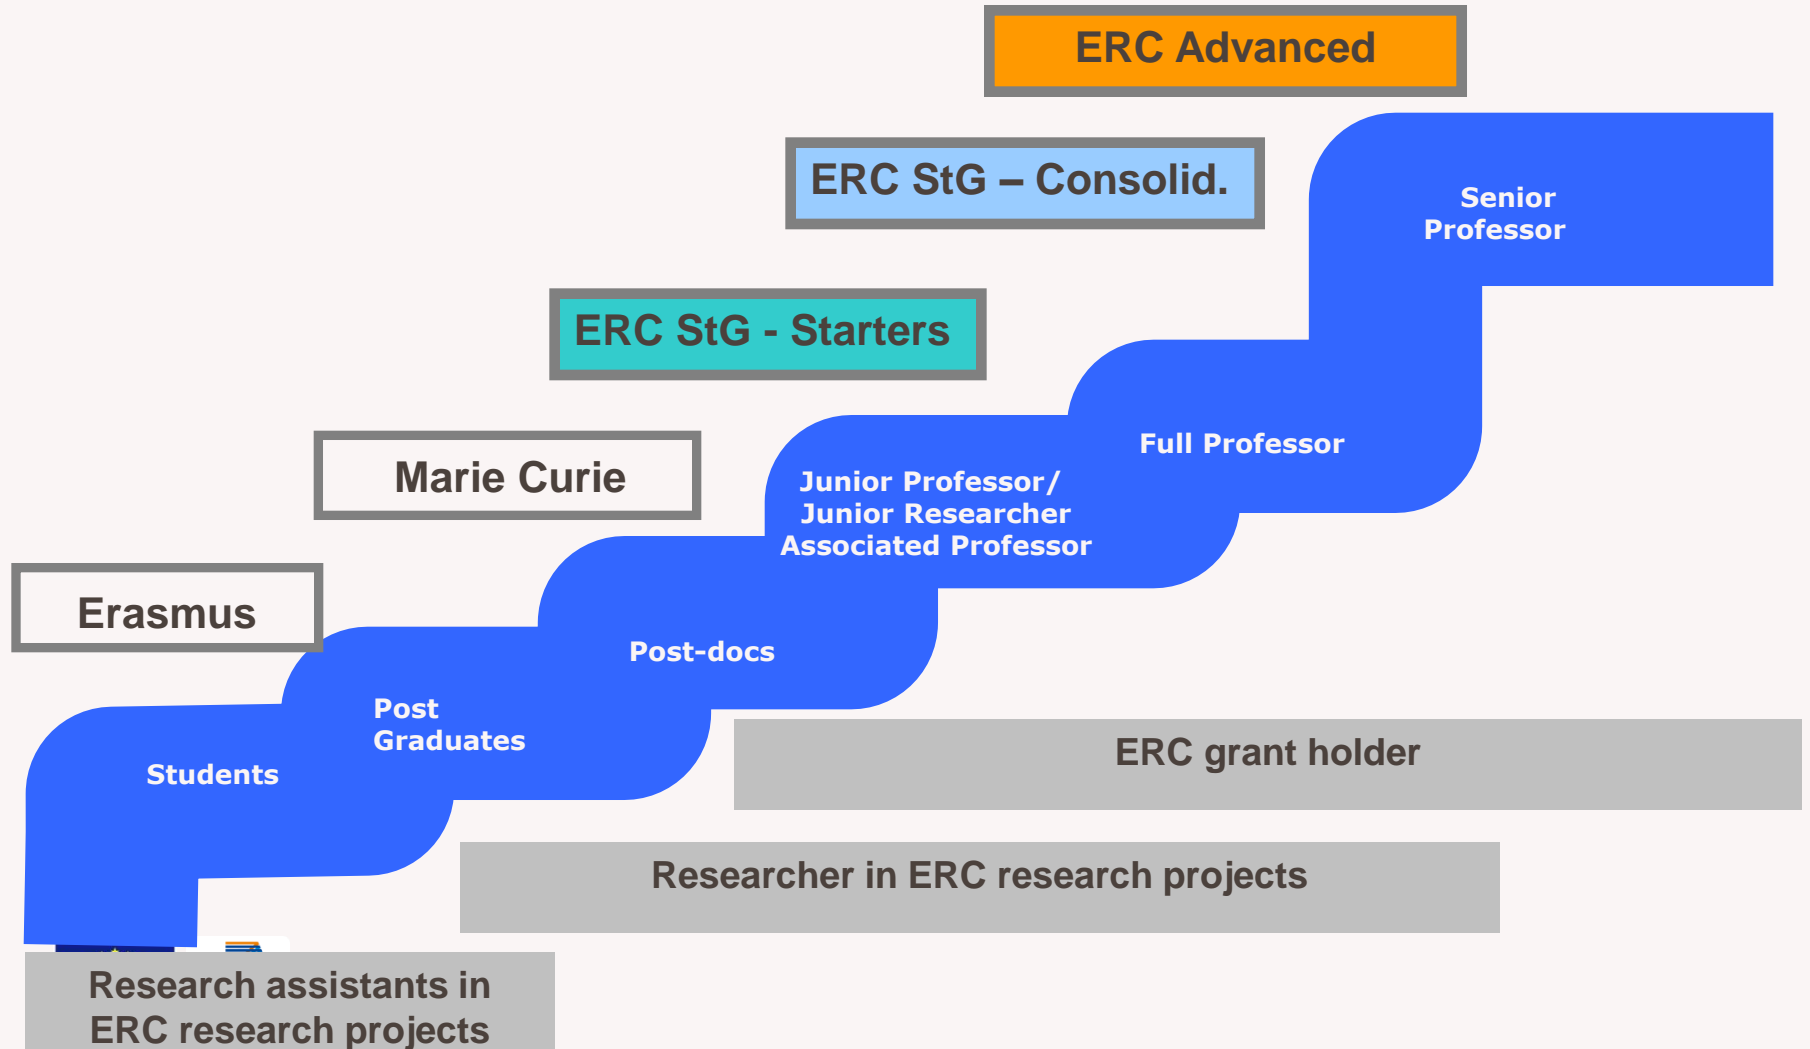 ERC Advanced
ERC StG – Consolid.
Senior
Professor
ERC StG - Starters
Full Professor
Marie Curie
Junior Professor/
Junior Researcher
Associated Professor
Erasmus
Post-docs
Post
Graduates
Students
ERC grant holder
Researcher in ERC research projects
Research assistants in
ERC research projects